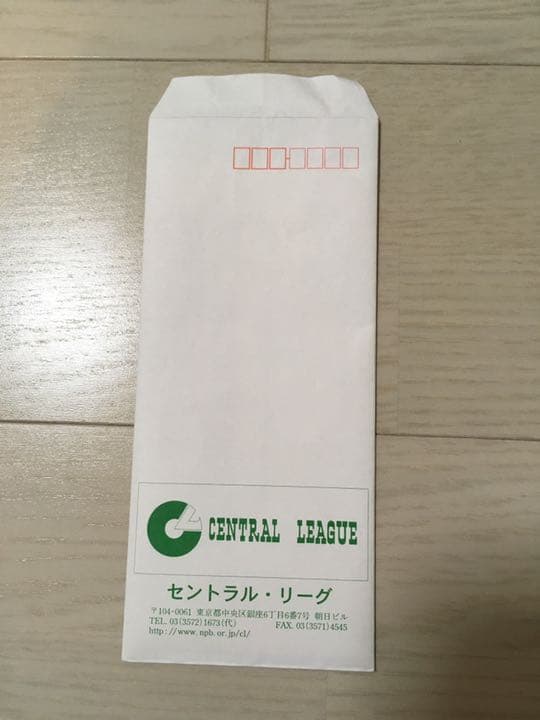 CENTRAL LEAGUE
セントラル・リーグ
〒104-0061 東京都中央区銀座6丁目6番7号 朝日ビル
TEL. 03(3572)1673(代) FAX. 03(3571)4545
http://www.npb.or.jp/cl/